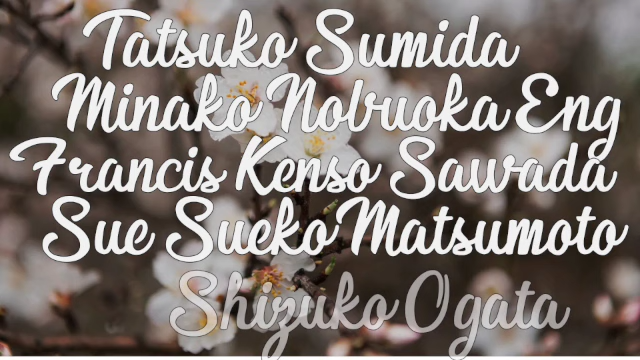 Tatsuko Sumida
Minako Nobuoka Eng
Francis Kenso Sawada
Sue Sueko Matsumoto
Shizuko Ogata